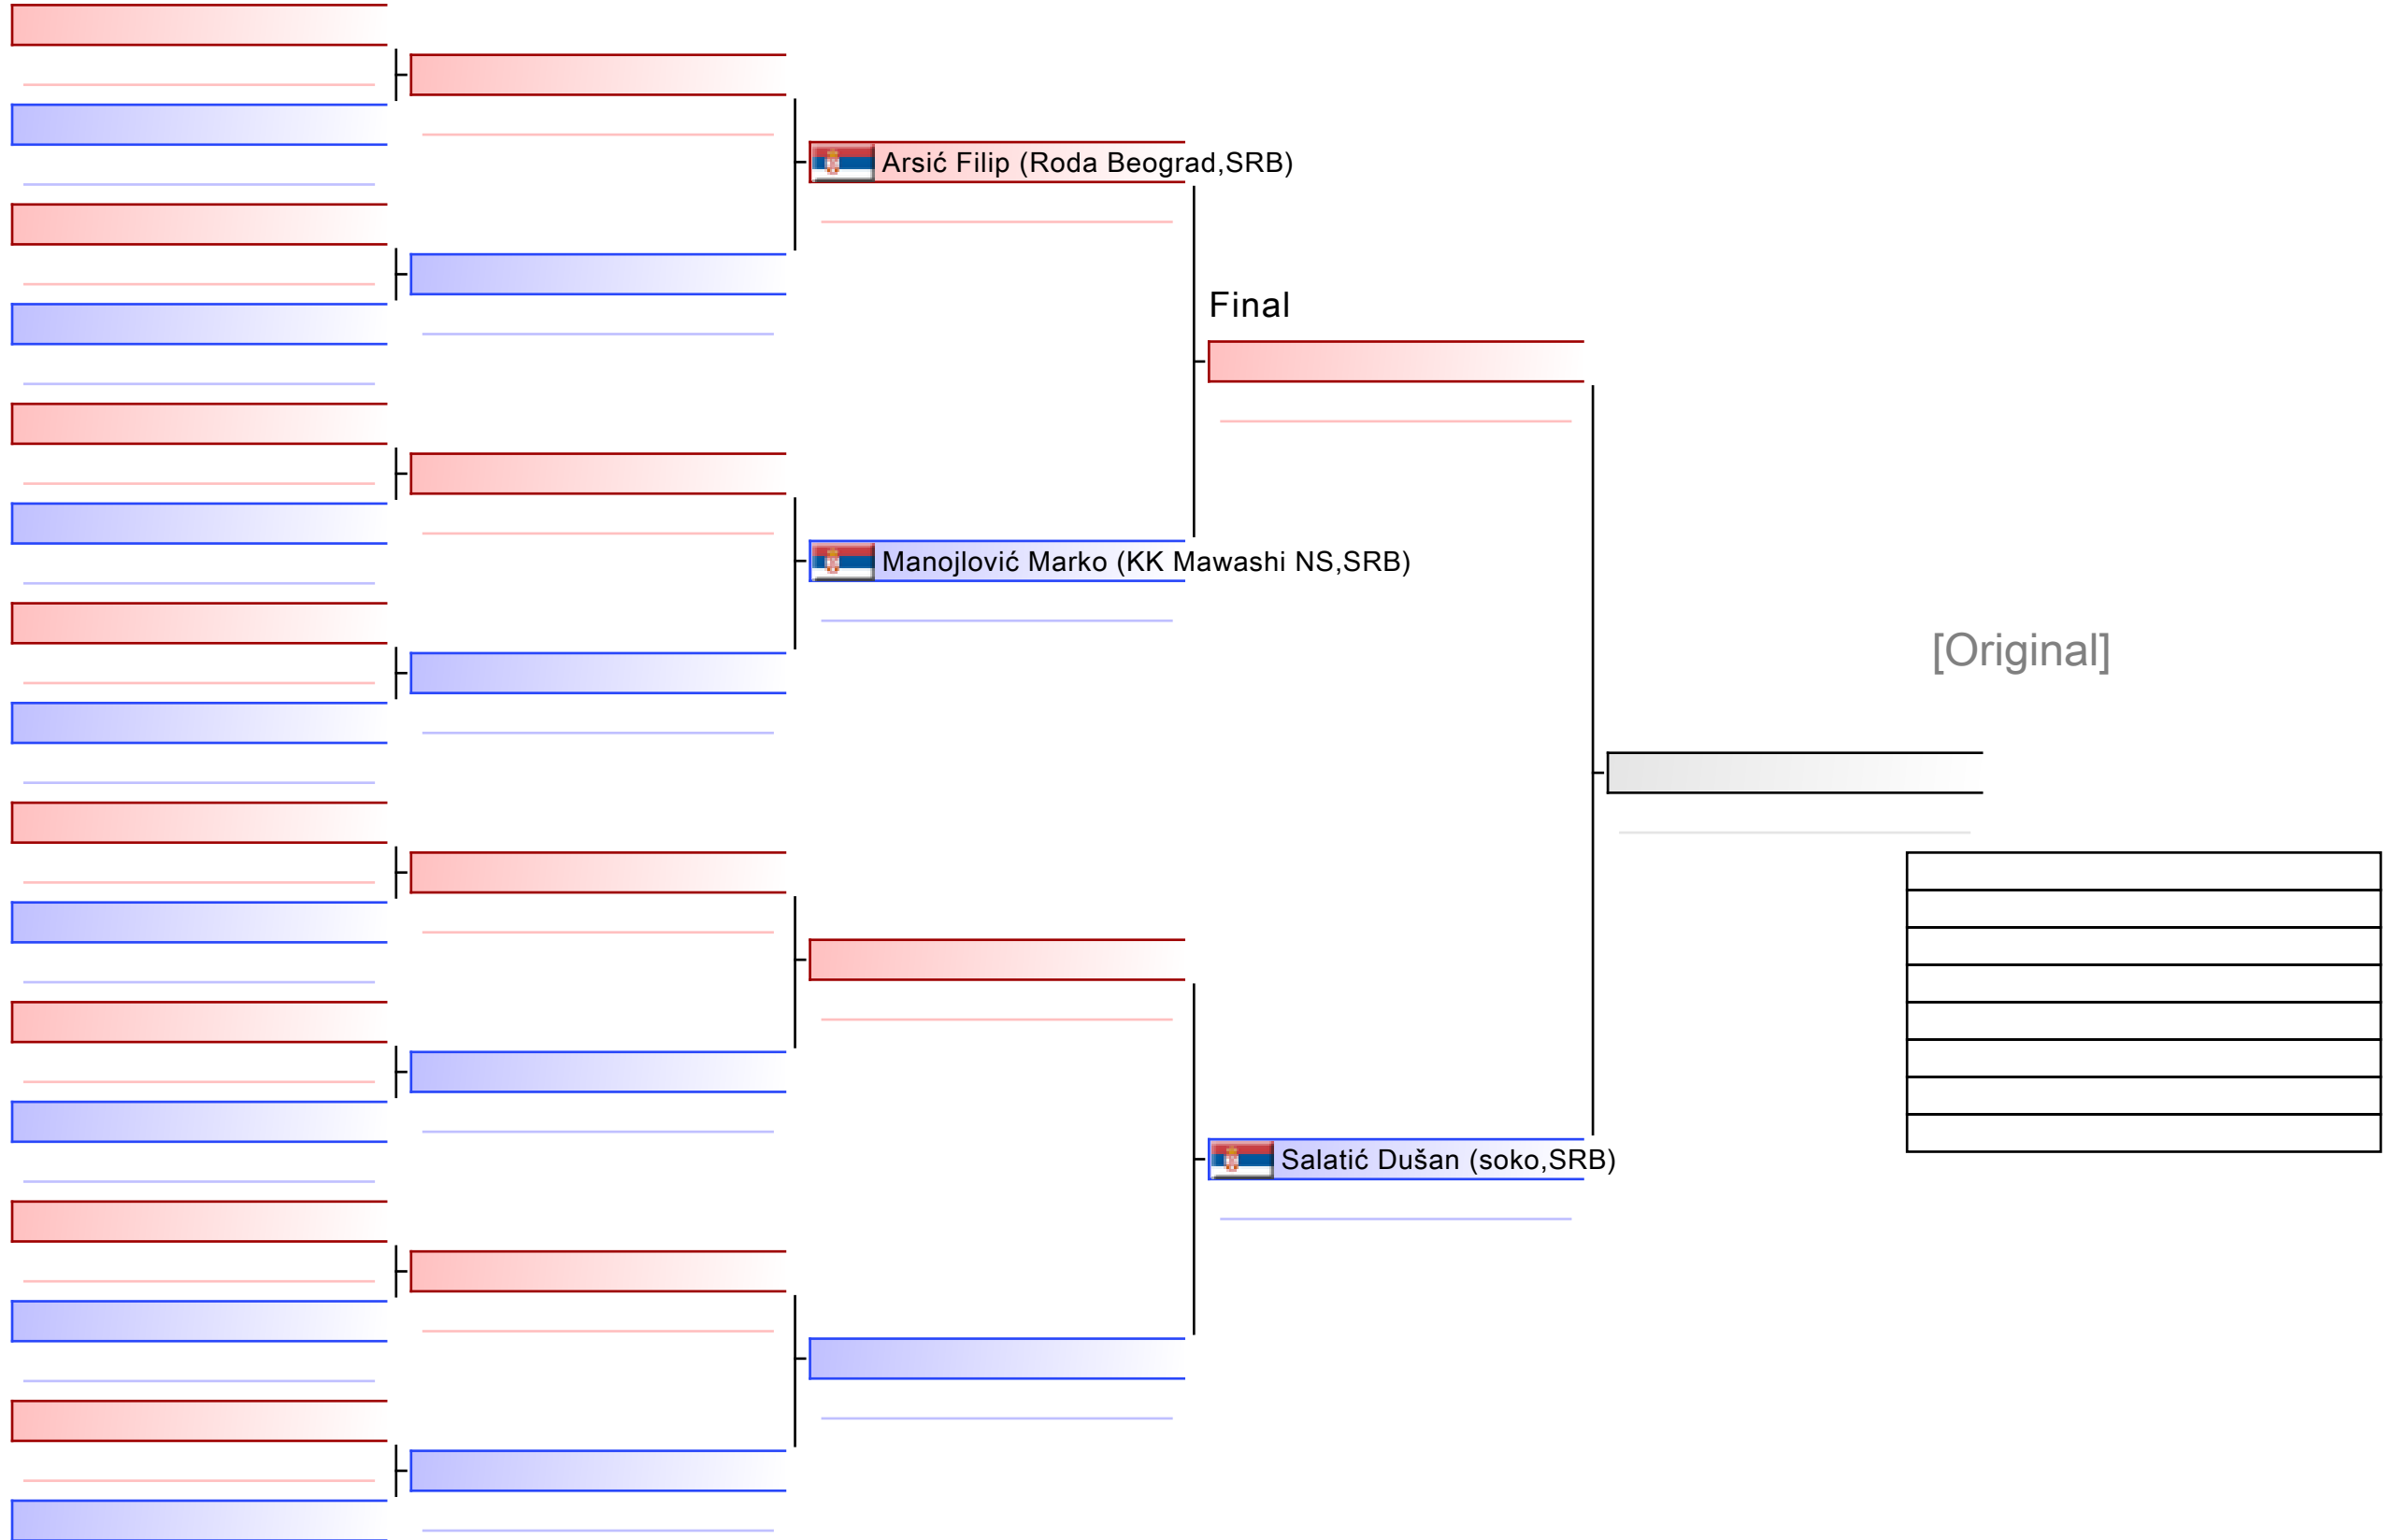 Arsić Filip (Roda Beograd,SRB)
Final
Manojlović Marko (KK Mawashi NS,SRB)
[Original]
Salatić Dušan (soko,SRB)